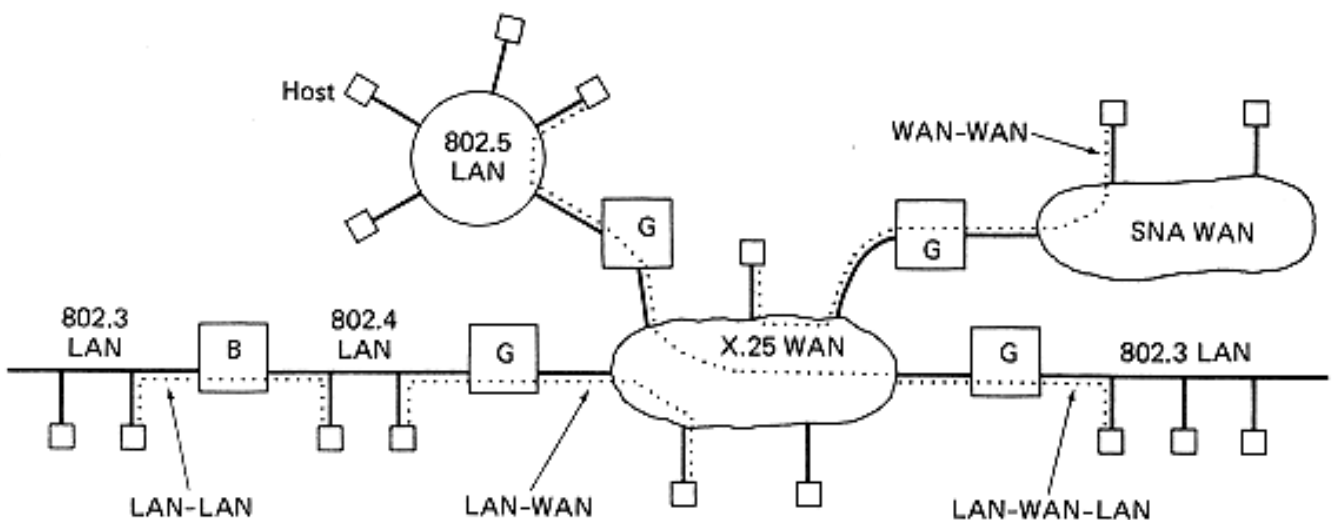 Host
802.5
LAN
WAN-WAN
G
G
SNA WAN
802.3
LAN
B
802.4
LAN
G
X.25 WAN
G
802.3 LAN
LAN-LAN
LAN-WAN
LAN-WAN-LAN